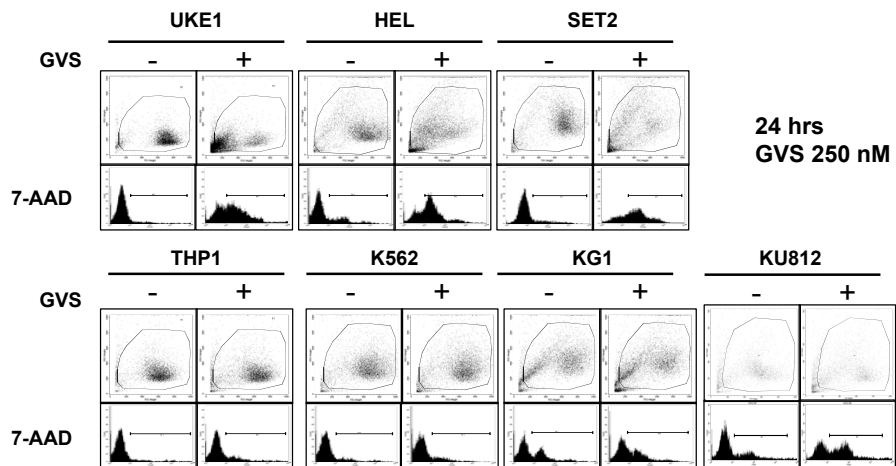 UKE1 HEL SET2
GVS - + - + - +
24 hrs
GVS 250 nM
7-AAD
THP1 K562 KG1 KU812
GVS - + - + - + - +
7-AAD